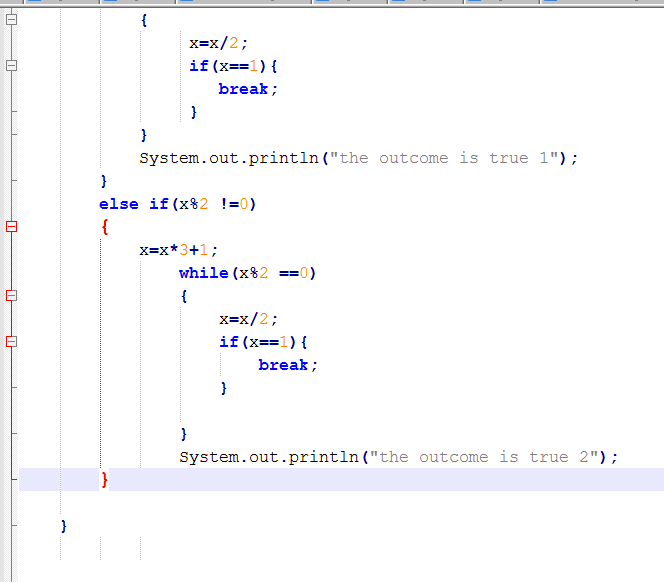 {
x=x/2;
if(x==1){
break;
}
}
System.out.println("the outcome is true 1");
}
else if(x%2 !=0)
{
x=x*3+1;
while(x%2 ==0)
{
x=x/2;
if(x==1){
break;
}
}
System.out.println("the outcome is true 2");
}
}